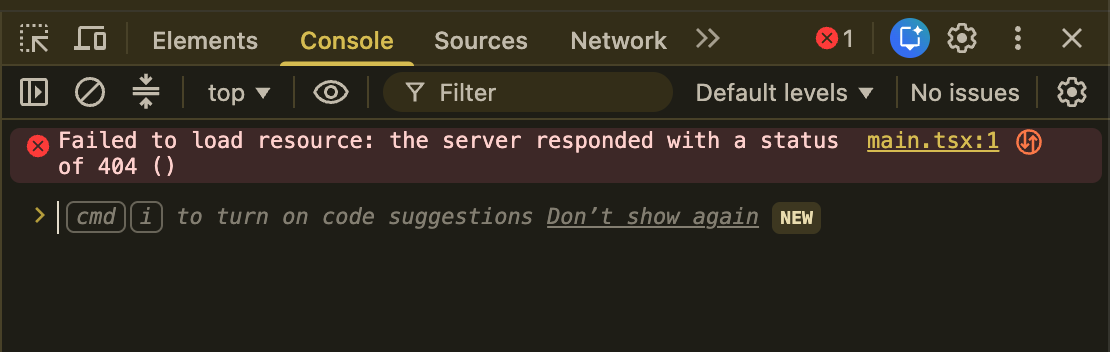 Elements Console Sources Network 1
top Filter Default levels No issues
Failed to load resource: the server responded with a status main.tsx:1
of 404 ()
cmd i to turn on code suggestions Don’t show again NEW